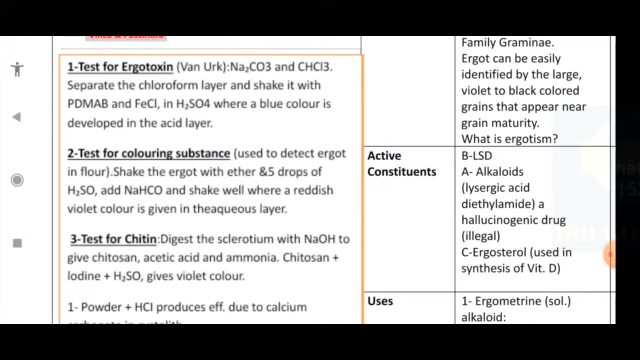 1-Test for Ergotoxin (Van Urk):Na₂CO3 and CHCl3.
Separate the chloroform layer and shake it with
PDMAB and FeCl, in H₂SO4 where a blue colour is
developed in the acid layer.
2-Test for colouring substance (used to detect ergot
in flour).Shake the ergot with ether &5 drops of
H₂SO, add NaHCO and shake well where a reddish
violet colour is given in theaqueous layer.
3-Test for Chitin:Digest the sclerotium with NaOH to
give chitosan, acetic acid and ammonia. Chitosan +
Iodine + H₂SO, gives violet colour.
1- Powder + HCl produces eff. due to calcium
Family Graminae.
Ergot can be easily
identified by the large,
violet to black colored
grains that appear near
grain maturity.
What is ergotism?
Active
Constituents
B-LSD
A- Alkaloids
(lysergic acid
diethylamide) a
hallucinogenic drug
(illegal)
C-Ergosterol (used in
synthesis of Vit. D)
Uses
1- Ergometrine (sol.)
alkaloid: